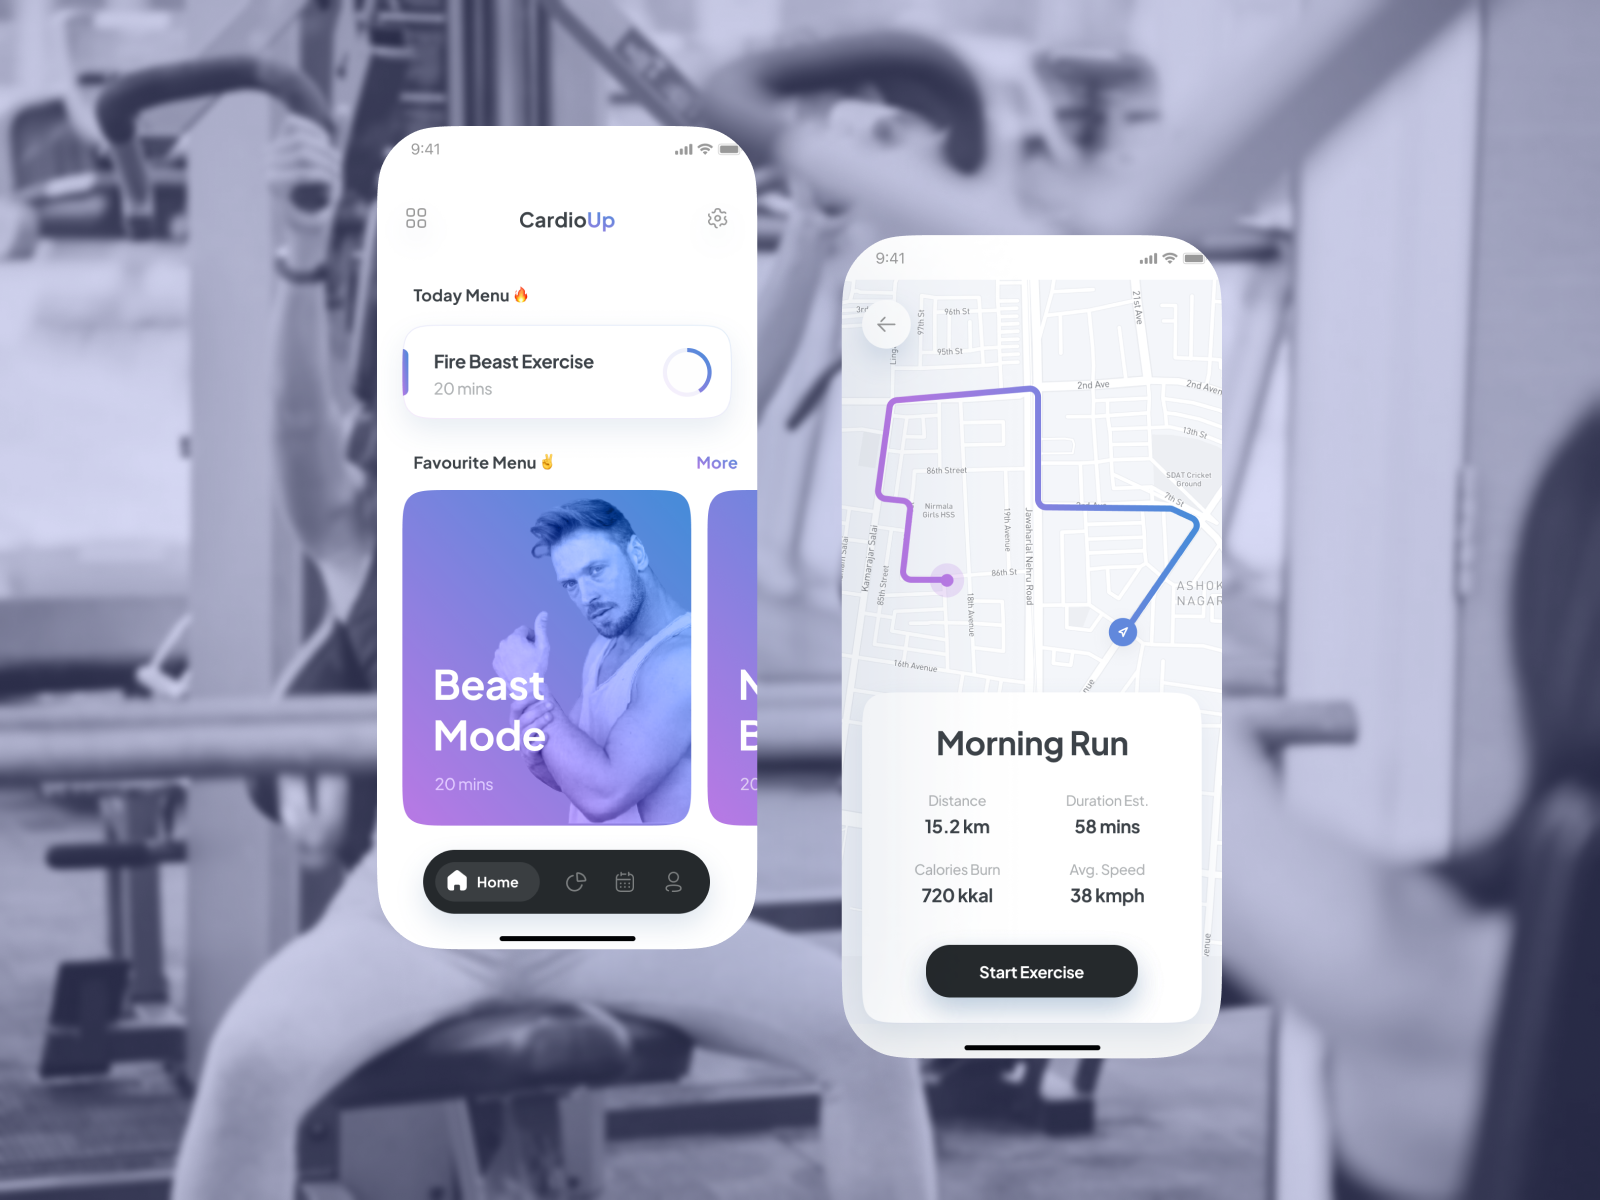 9:41
CardioUp
Today Menu 🔥
Fire Beast Exercise
20 mins
Favourite Menu ✌
More
Beast
Mode
20 mins
N
B
20
Home
9:41
3rd
97th St
96th St
95th St
21st Ave
2nd Ave
2nd Aven
13th St
SDAT Cricket
Ground
7th St
86th Street
Nirmala
Girls HSS
19th Avenue
Jawaharlal Nehru Road
Kamarajar Salai
85th Street
86th St
18th Avenue
16th Avenue
ASHOK
NAGAR
Morning Run
Distance
15.2 km
Duration Est.
58 mins
Calories Burn
720 kkal
Avg. Speed
38 kmph
Start Exercise